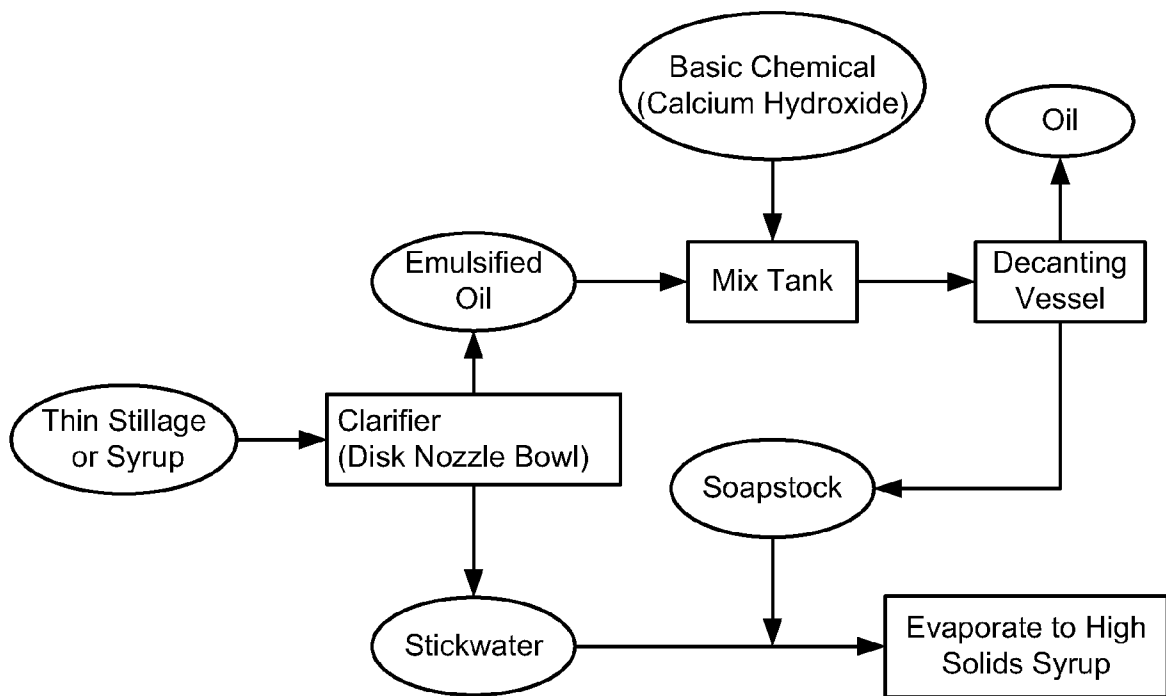 Basic Chemical
(Calcium Hydroxide)
Oil
Emulsified
Oil
Mix Tank
Decanting
Vessel
Thin Stillage
or Syrup
Clarifier
(Disk Nozzle Bowl)
Soapstock
Stickwater
Evaporate to High
Solids Syrup